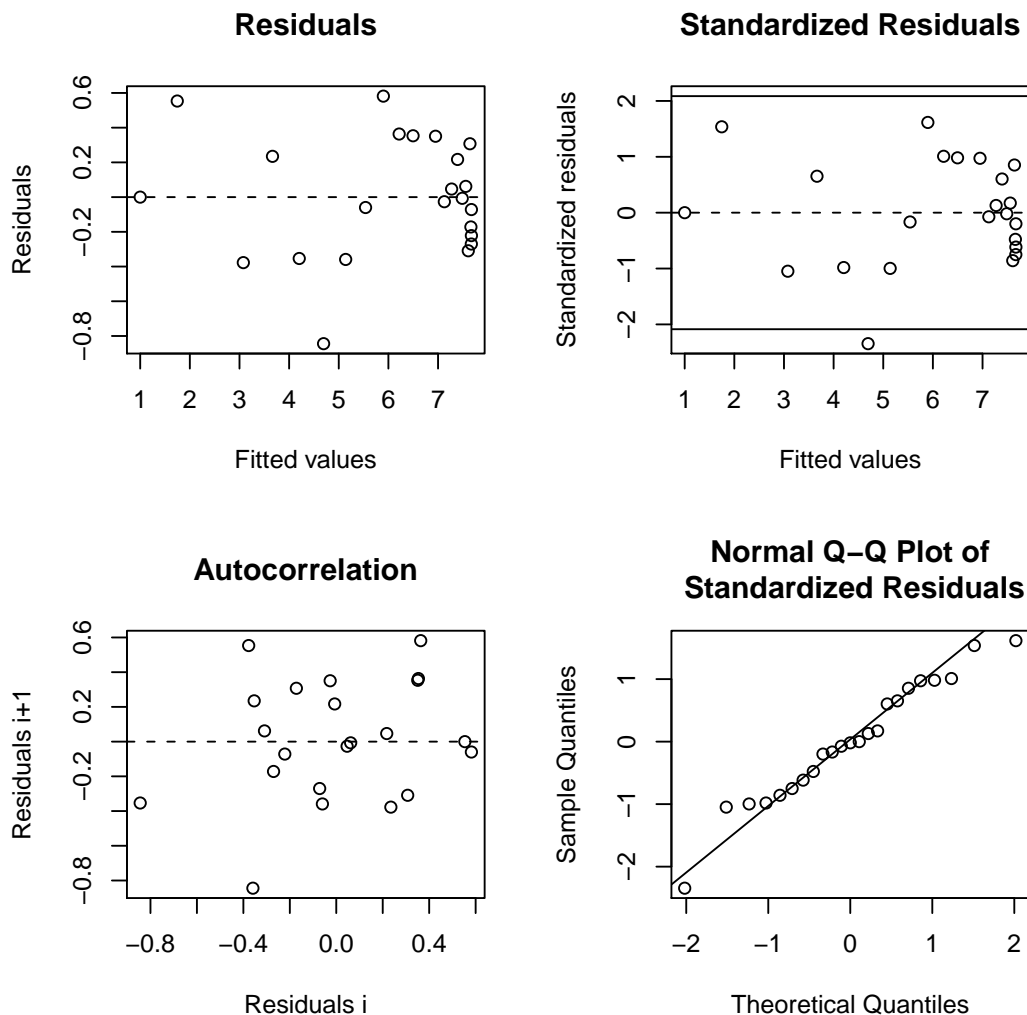 Residuals
Residuals
0.6
0.2
−0.2
−0.8
1 2 3 4 5 6 7
Fitted values
Standardized Residuals
Standardized residuals
2
1
0
−1
−2
1 2 3 4 5 6 7
Fitted values
Autocorrelation
Residuals i+1
0.6
0.2
−0.2
−0.8
−0.8 −0.4 0.0 0.4
Residuals i
Normal Q−Q Plot of
Standardized Residuals
Sample Quantiles
1
0
−1
−2
−2 −1 0 1 2
Theoretical Quantiles